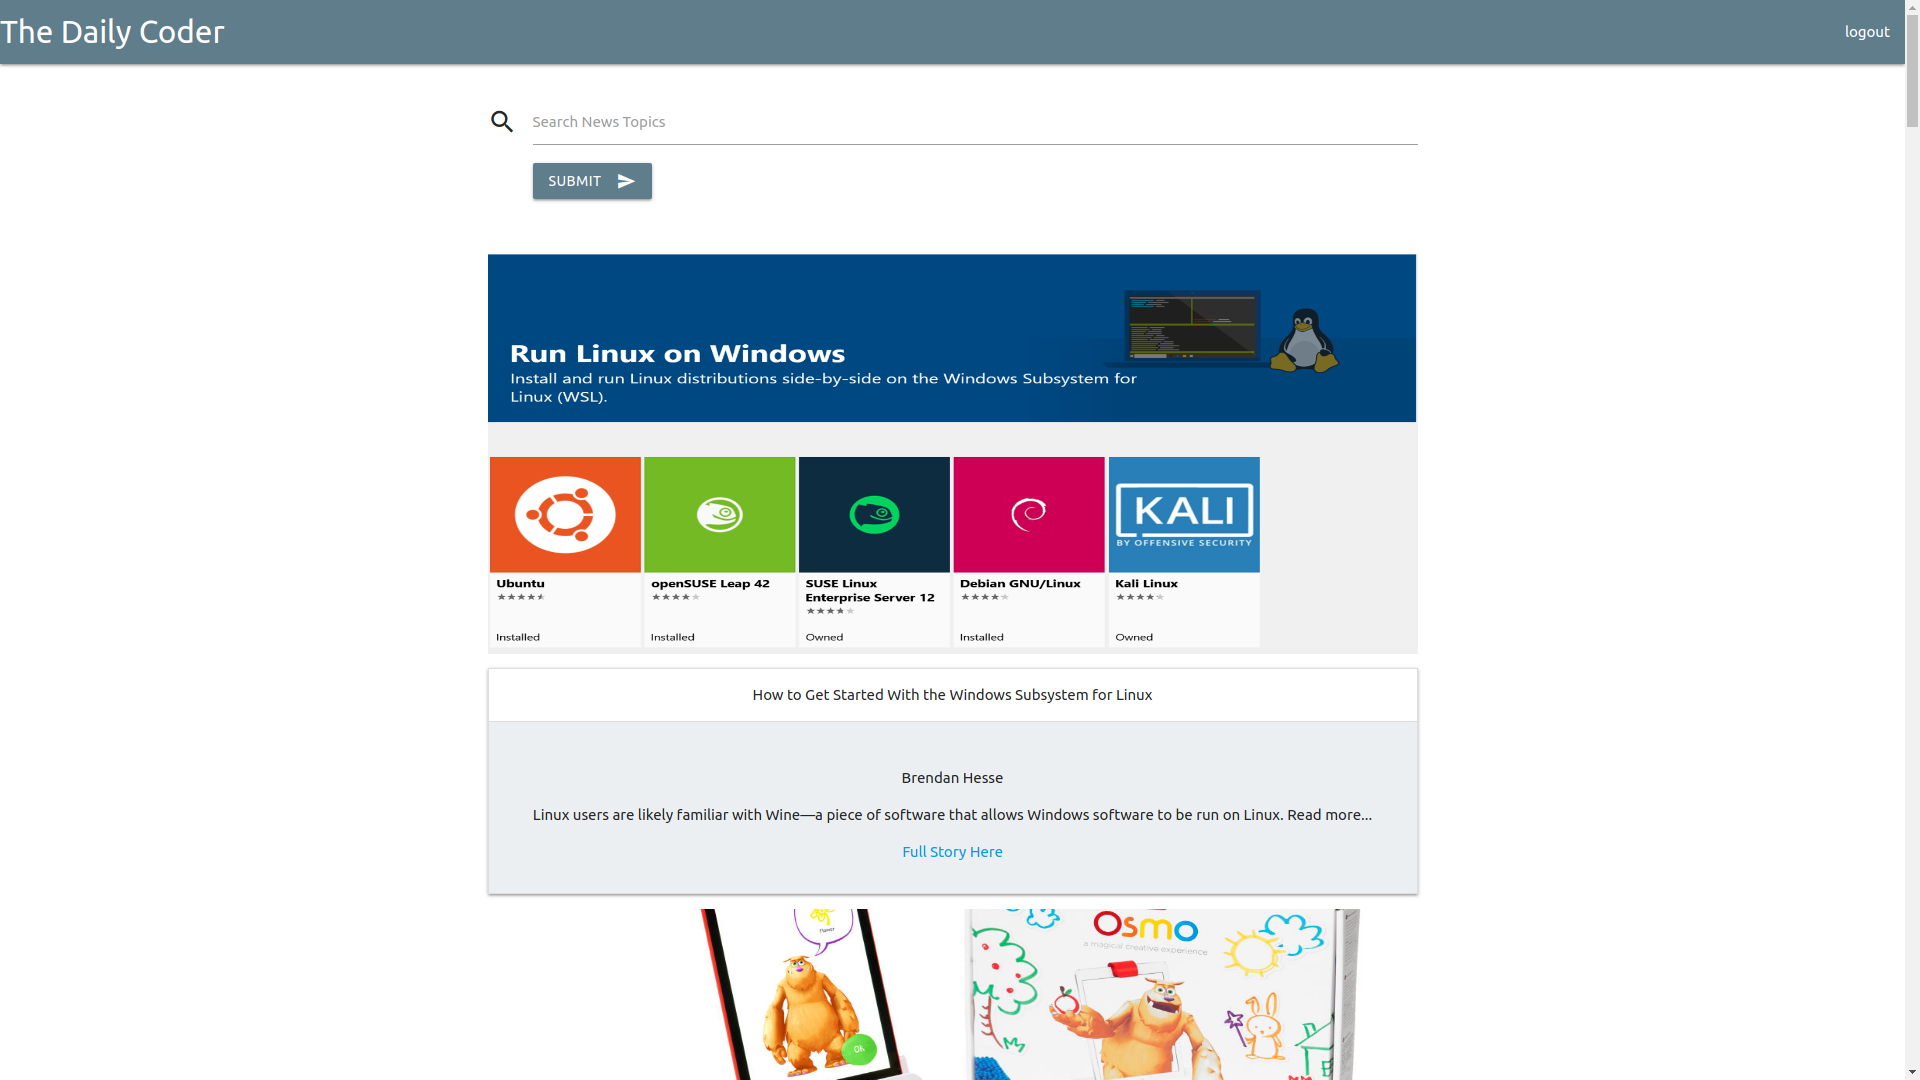 The Daily Coder
logout
Search News Topics
SUBMIT
Run Linux on Windows
Install and run Linux distributions side-by-side on the Windows Subsystem for
Linux (WSL).
KALI
BY OFFENSIVE SECURITY
Ubuntu
openSUSE Leap 42
SUSE Linux
Enterprise Server 12
Debian GNU/Linux
Kali Linux
Installed
Installed
Owned
Installed
Owned
How to Get Started With the Windows Subsystem for Linux
Brendan Hesse
Linux users are likely familiar with Wine—a piece of software that allows Windows software to be run on Linux. Read more...
Full Story Here
Osmo
a magical creative experience
OK